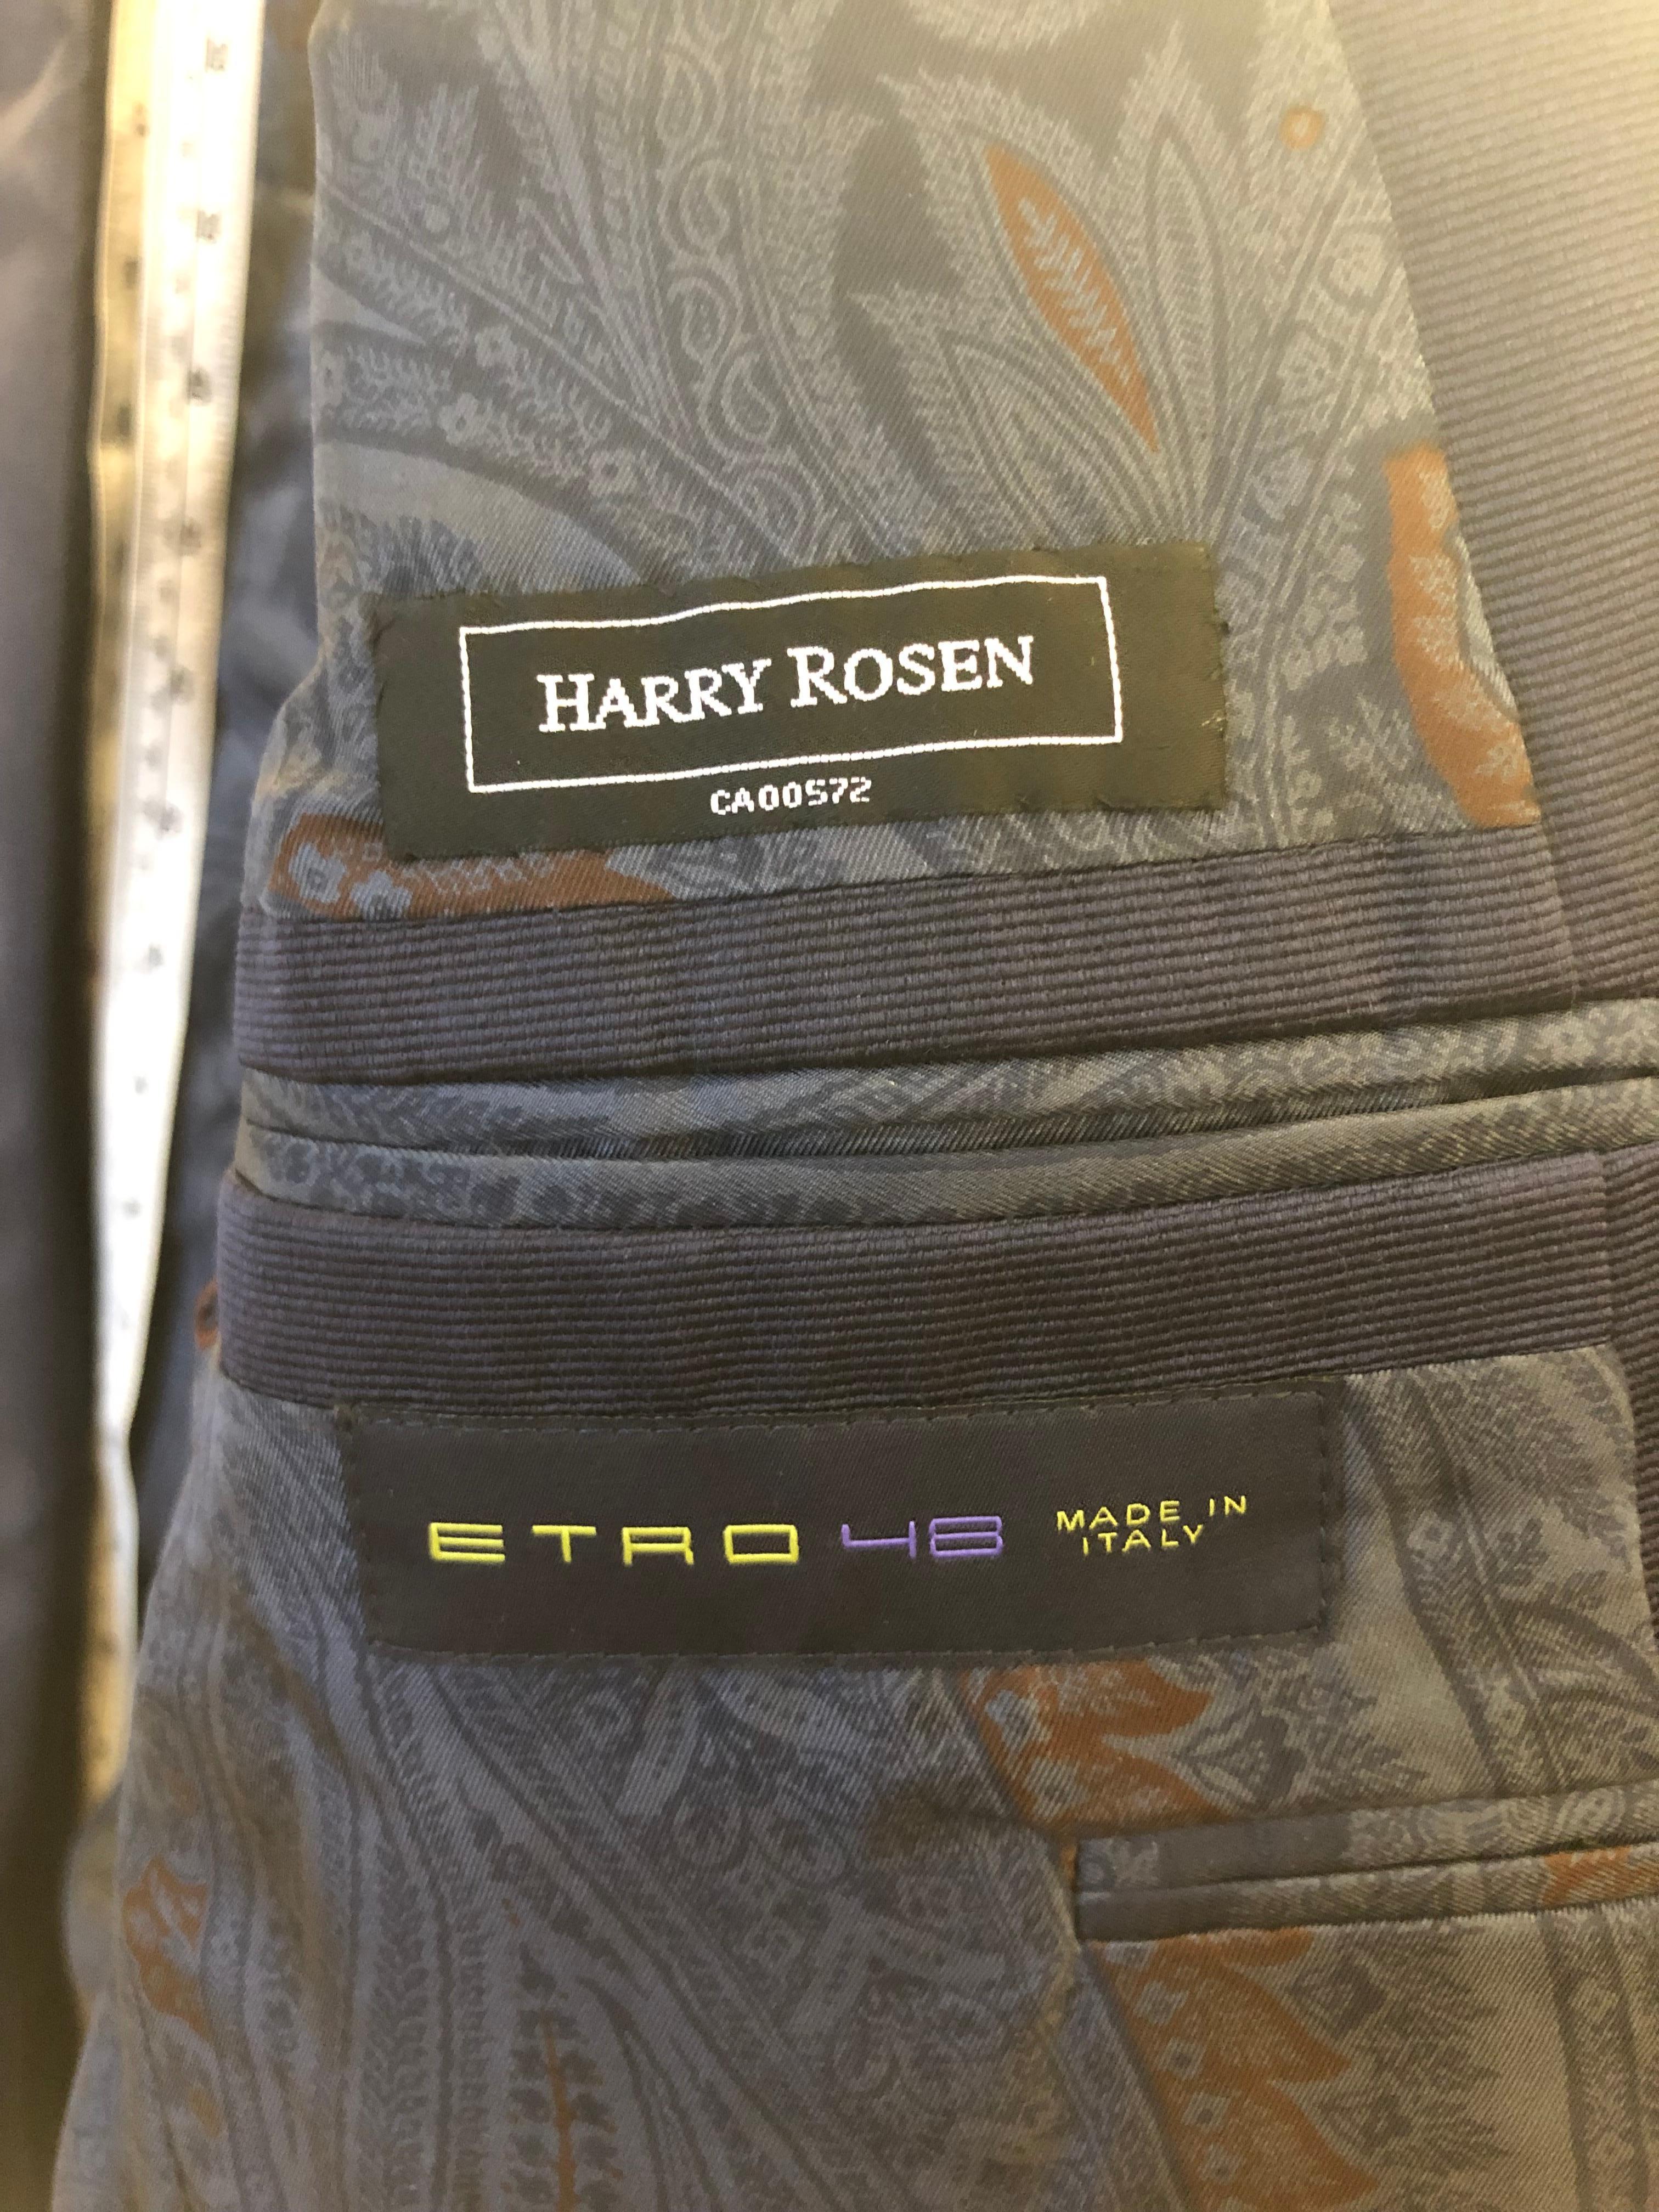 HARRY ROSEN
CA00572
ETRO 48 MADE IN
ITALY